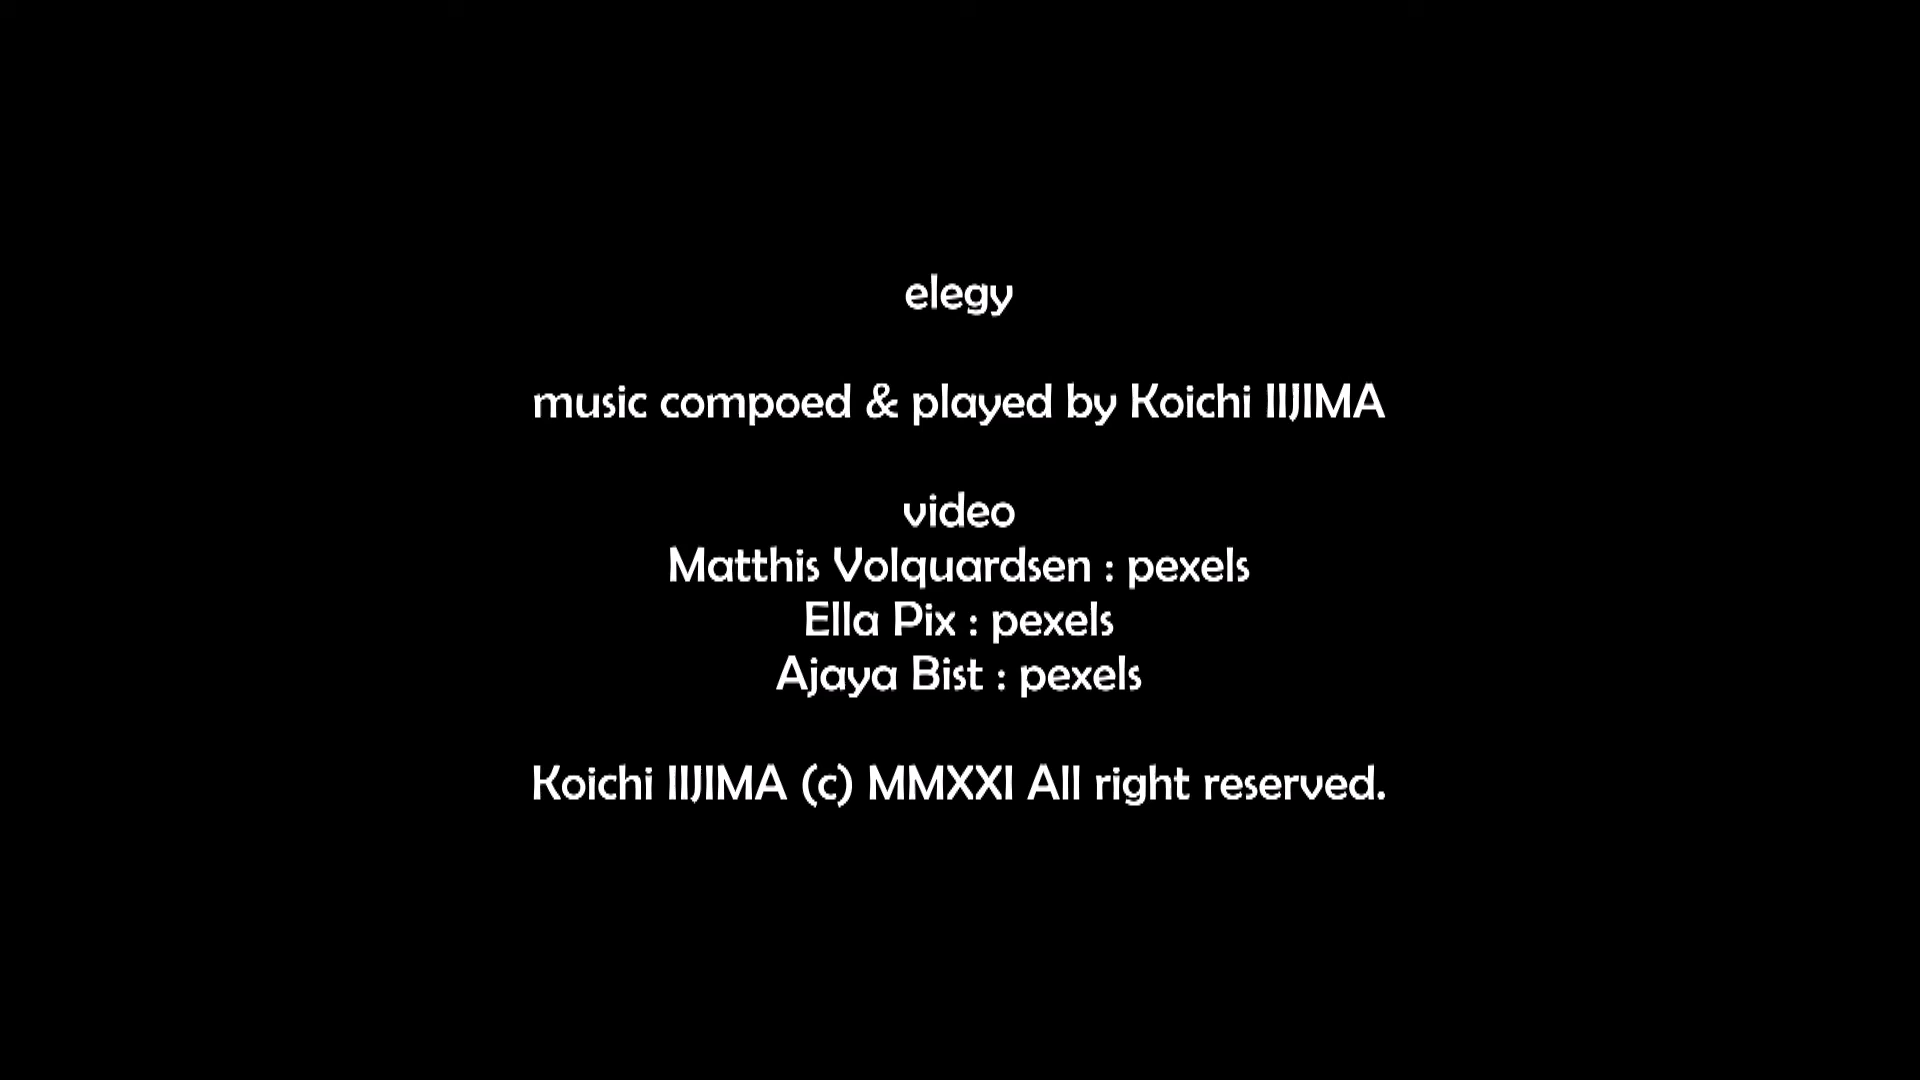 elegy
music compoed & played by Koichi IIJIMA
video
Matthis Volquardsen : pexels
Ella Pix : pexels
Ajaya Bist : pexels
Koichi IIJIMA (c) MMXXI All right reserved.